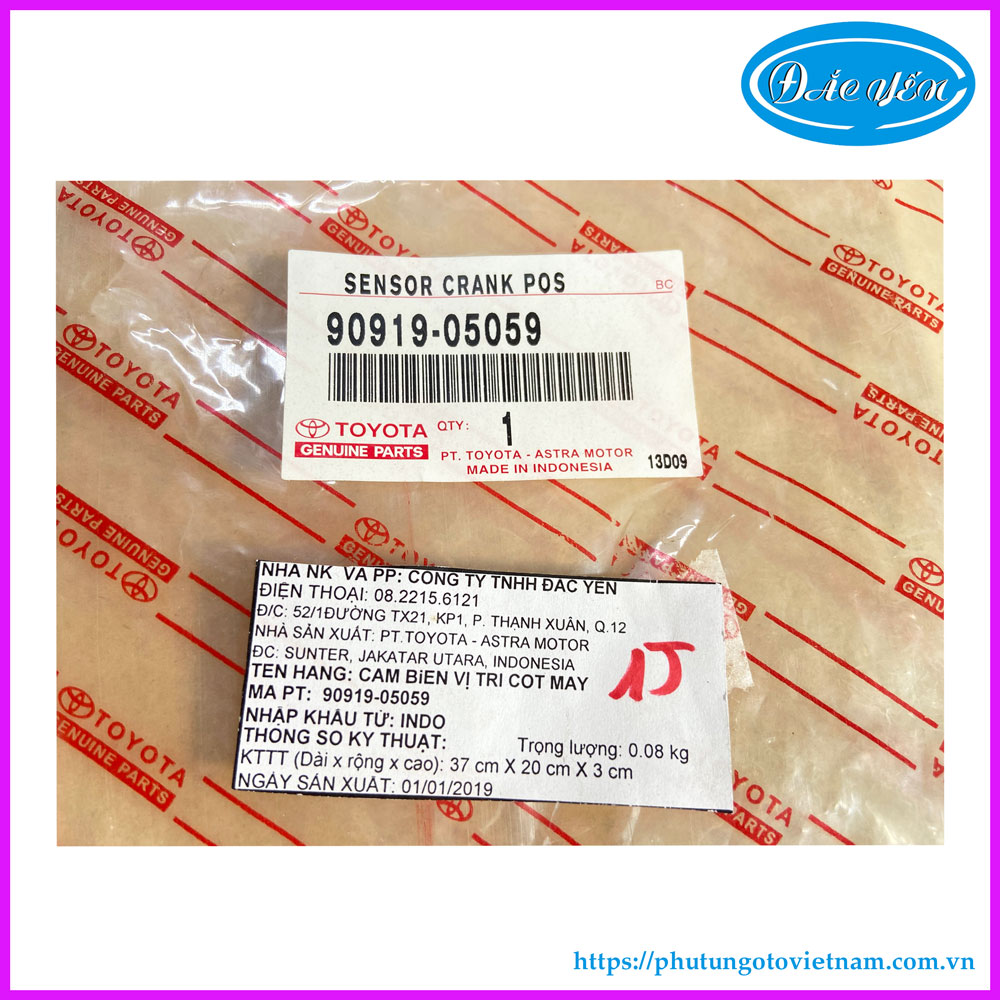 ĐẮC YẾN
SENSOR CRANK POS
BC
90919-05059
TOYOTA
GENUINE PARTS
QTY: 1
PT. TOYOTA - ASTRA MOTOR
MADE IN INDONESIA
13D09
NHA NK VA PP: CONG TY TNHH ĐAC YEN
ĐIỆN THOẠI: 08.2215.6121
Đ/C: 52/1ĐƯỜNG TX21, KP1, P. THẠNH XUÂN, Q.12
NHÀ SẢN XUẤT: PT.TOYOTA - ASTRA MOTOR
ĐC: SUNTER, JAKATAR UTARA, INDONESIA
TEN HANG: CAM BiEN VỊ TRI COT MAY
MA PT: 90919-05059
NHẬP KHẨU TỪ: INDO
THÔNG SO KY THUẬT:
Trọng lượng: 0.08 kg
KTTT (Dài x rộng x cao): 37 cm X 20 cm X 3 cm
NGÀY SẢN XUẤT: 01/01/2019
1J
TOYOTA
GENUINE PARTS
https://phutungotovietnam.com.vn